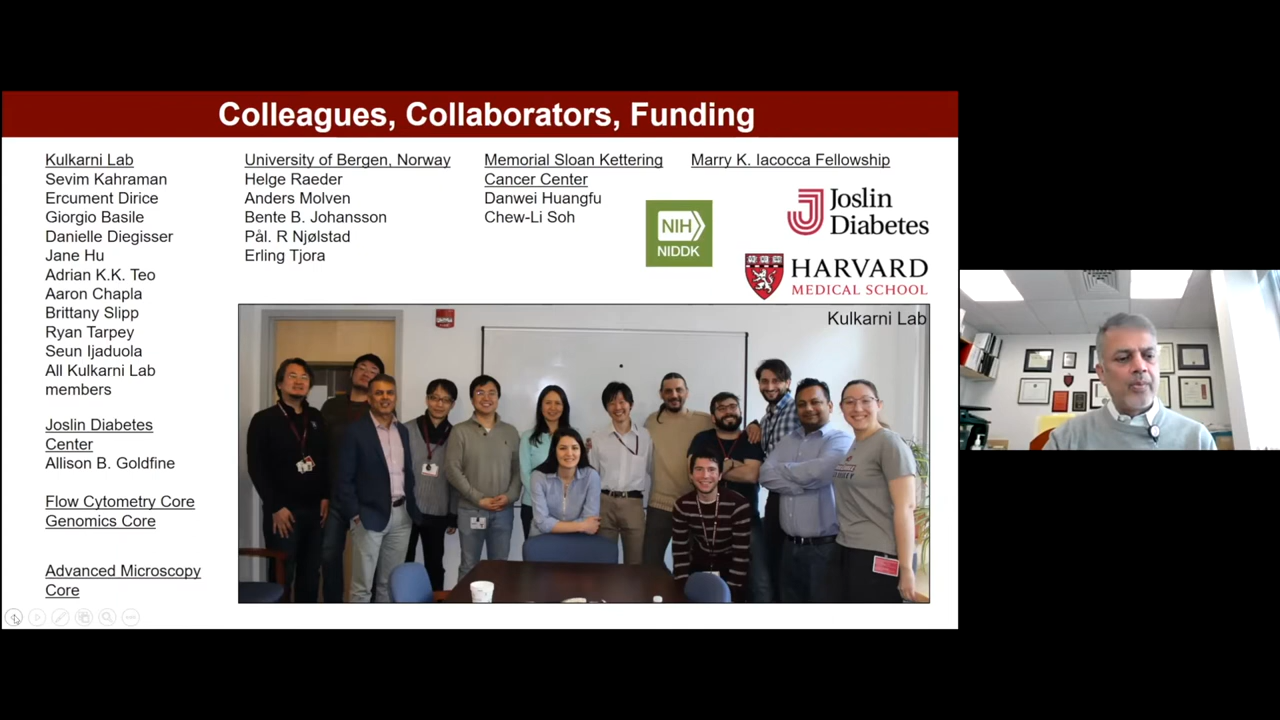 Colleagues, Collaborators, Funding
Kulkarni Lab
Sevim Kahraman
Ercument Dirice
Giorgio Basile
Danielle Diegisser
Jane Hu
Adrian K.K. Teo
Aaron Chapla
Brittany Slipp
Ryan Tarpey
Seun Ijaduola
All Kulkarni Lab
members
Joslin Diabetes
Center
Allison B. Goldfine
Flow Cytometry Core
Genomics Core
Advanced Microscopy
Core
University of Bergen, Norway
Helge Raeder
Anders Molven
Bente B. Johansson
Pål. R Njølstad
Erling Tjora
Memorial Sloan Kettering
Cancer Center
Danwei Huangfu
Chew-Li Soh
Marry K. Iacocca Fellowship
NIH
NIDDK
Joslin
Diabetes
HARVARD
MEDICAL SCHOOL
Kulkarni Lab